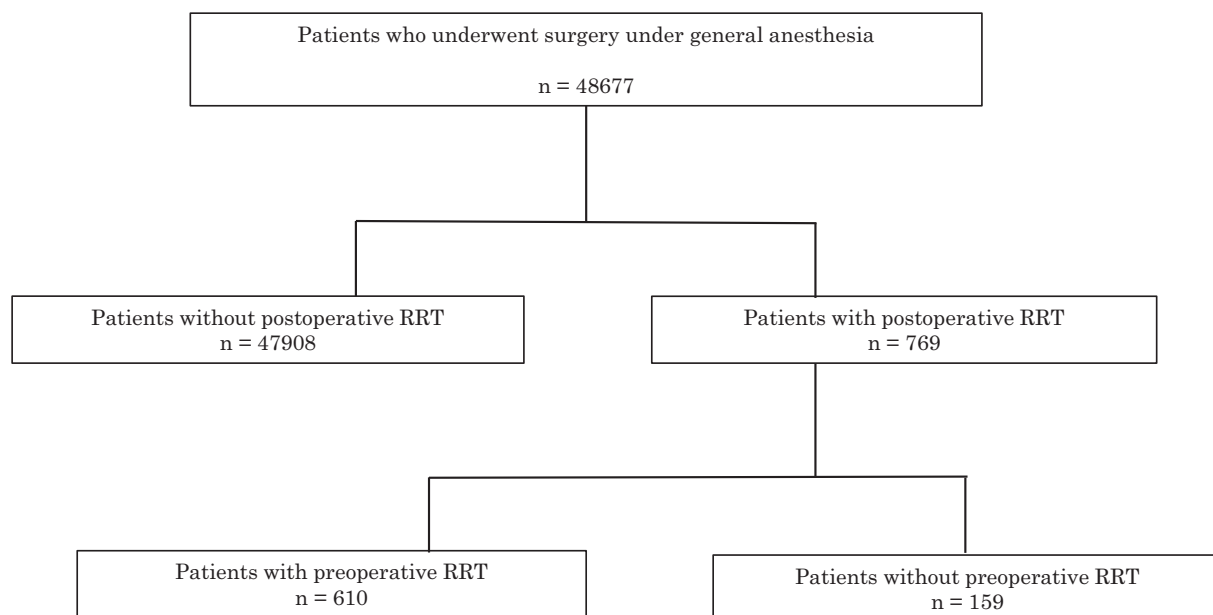 Patients who underwent surgery under general anesthesia
n = 48677
Patients without postoperative RRT
n = 47908
Patients with postoperative RRT
n = 769
Patients with preoperative RRT
n = 610
Patients without preoperative RRT
n = 159